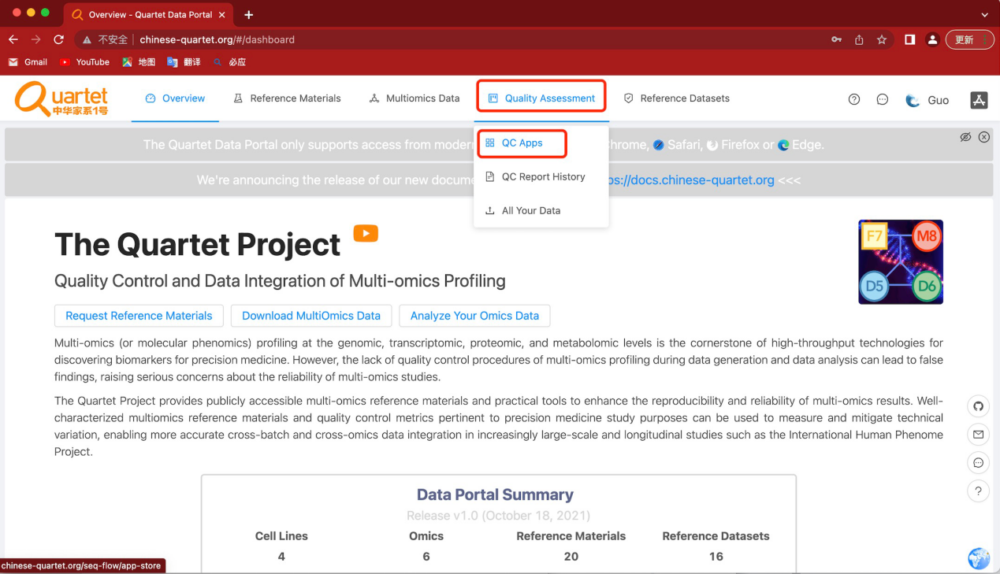 Overview - Quartet Data Portal
不安全 chinese-quartet.org/#/dashboard 更新
Gmail YouTube 地图 翻译 必应
Quartet
中华家系1号
Overview Reference Materials Multiomics Data Quality Assessment Reference Datasets Guo
The Quartet Data Portal only supports access from moder hrome, Safari, Firefox or Edge.
QC Apps
We're announcing the release of our new docume ps://docs.chinese-quartet.org <<<
QC Report History
All Your Data
The Quartet Project
Quality Control and Data Integration of Multi-omics Profiling
F7 M8
D5 D6
Request Reference Materials Download MultiOmics Data Analyze Your Omics Data
Multi-omics (or molecular phenomics) profiling at the genomic, transcriptomic, proteomic, and metabolomic levels is the cornerstone of high-throughput technologies for
discovering biomarkers for precision medicine. However, the lack of quality control procedures of multi-omics profiling during data generation and data analysis can lead to false
findings, raising serious concerns about the reliability of multi-omics studies.
The Quartet Project provides publicly accessible multi-omics reference materials and practical tools to enhance the reproducibility and reliability of multi-omics results. Well-
characterized multiomics reference materials and quality control metrics pertinent to precision medicine study purposes can be used to measure and mitigate technical
variation, enabling more accurate cross-batch and cross-omics data integration in increasingly large-scale and longitudinal studies such as the International Human Phenome
Project.
Data Portal Summary
Release v1.0 (October 18, 2021)
Cell Lines Omics Reference Materials Reference Datasets
4 6 20 16
chinese-quartet.org/seq-flow/app-store